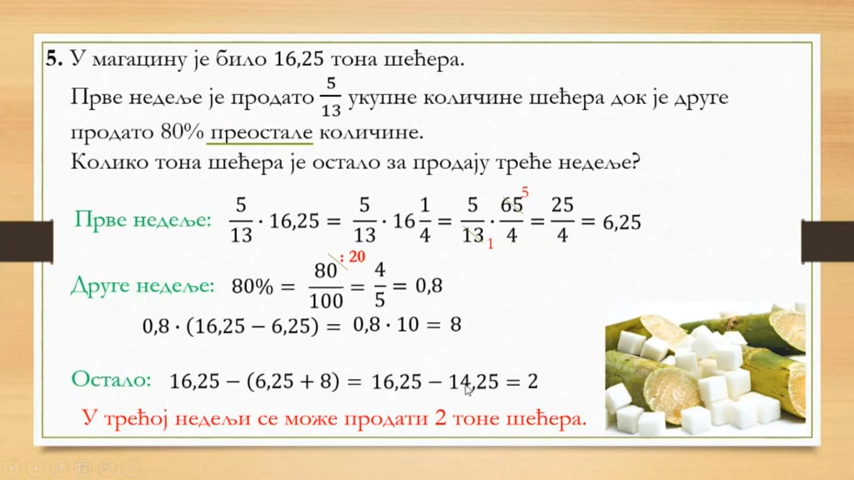 5. У магацину је било 16,25 тона шећера.
Прве недеље је продато 5/13 укупне количине шећера док је друге
продато 80% преостале количине.
Колико тона шећера је остало за продају треће недеље?
Прве недеље: 5/13 · 16,25 = 5/13 · 16 1/4 = 5/13 1 · 65/4 5 = 25/4 = 6,25
Друге недеље: 80% = 80/100 : 20 = 4/5 = 0,8
0,8 · (16,25 − 6,25) = 0,8 · 10 = 8
Остало: 16,25 − (6,25 + 8) = 16,25 − 14,25 = 2
У трећој недељи се може продати 2 тоне шећера.